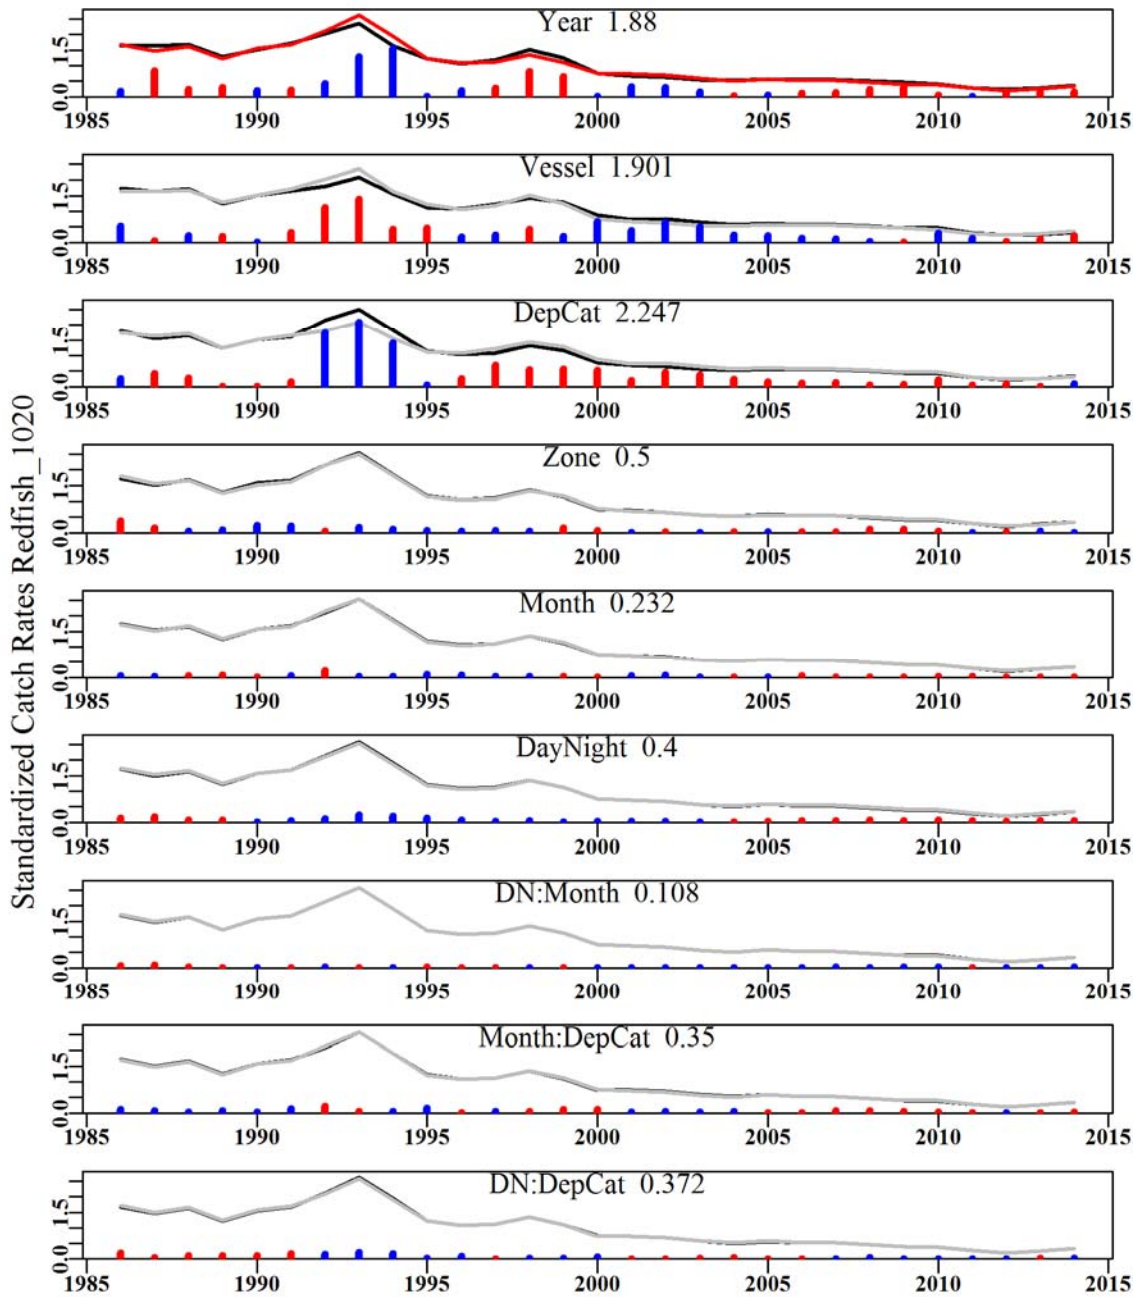 Standardized Catch Rates Redfish_1020
Year 1.88
0.0 1.5
1985 1990 1995 2000 2005 2010 2015
Vessel 1.901
0.0 1.5
1985 1990 1995 2000 2005 2010 2015
DepCat 2.247
0.0 1.5
1985 1990 1995 2000 2005 2010 2015
Zone 0.5
0.0 1.5
1985 1990 1995 2000 2005 2010 2015
Month 0.232
0.0 1.5
1985 1990 1995 2000 2005 2010 2015
DayNight 0.4
0.0 1.5
1985 1990 1995 2000 2005 2010 2015
DN:Month 0.108
0.0 1.5
1985 1990 1995 2000 2005 2010 2015
Month:DepCat 0.35
0.0 1.5
1985 1990 1995 2000 2005 2010 2015
DN:DepCat 0.372
0.0 1.5
1985 1990 1995 2000 2005 2010 2015